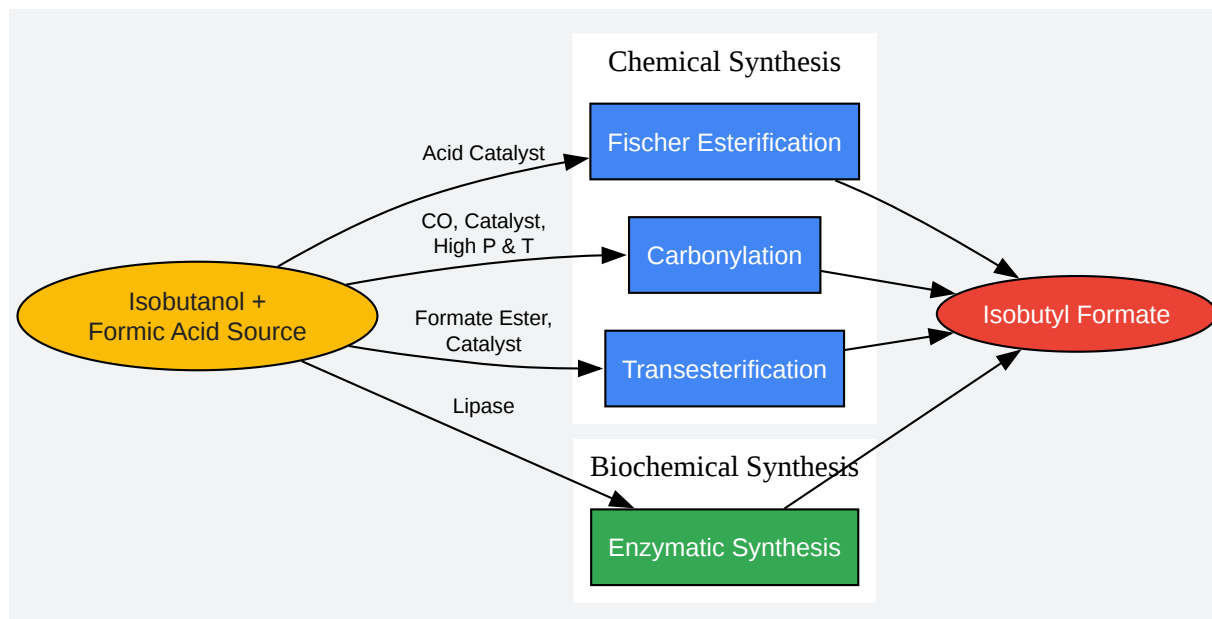 Chemical Synthesis
Fischer Esterification
Acid Catalyst
CO, Catalyst,
High P & T
Carbonylation
Isobutanol +
Formic Acid Source
Isobutyl Formate
Formate Ester,
Catalyst
Transesterification
Lipase
Biochemical Synthesis
Enzymatic Synthesis